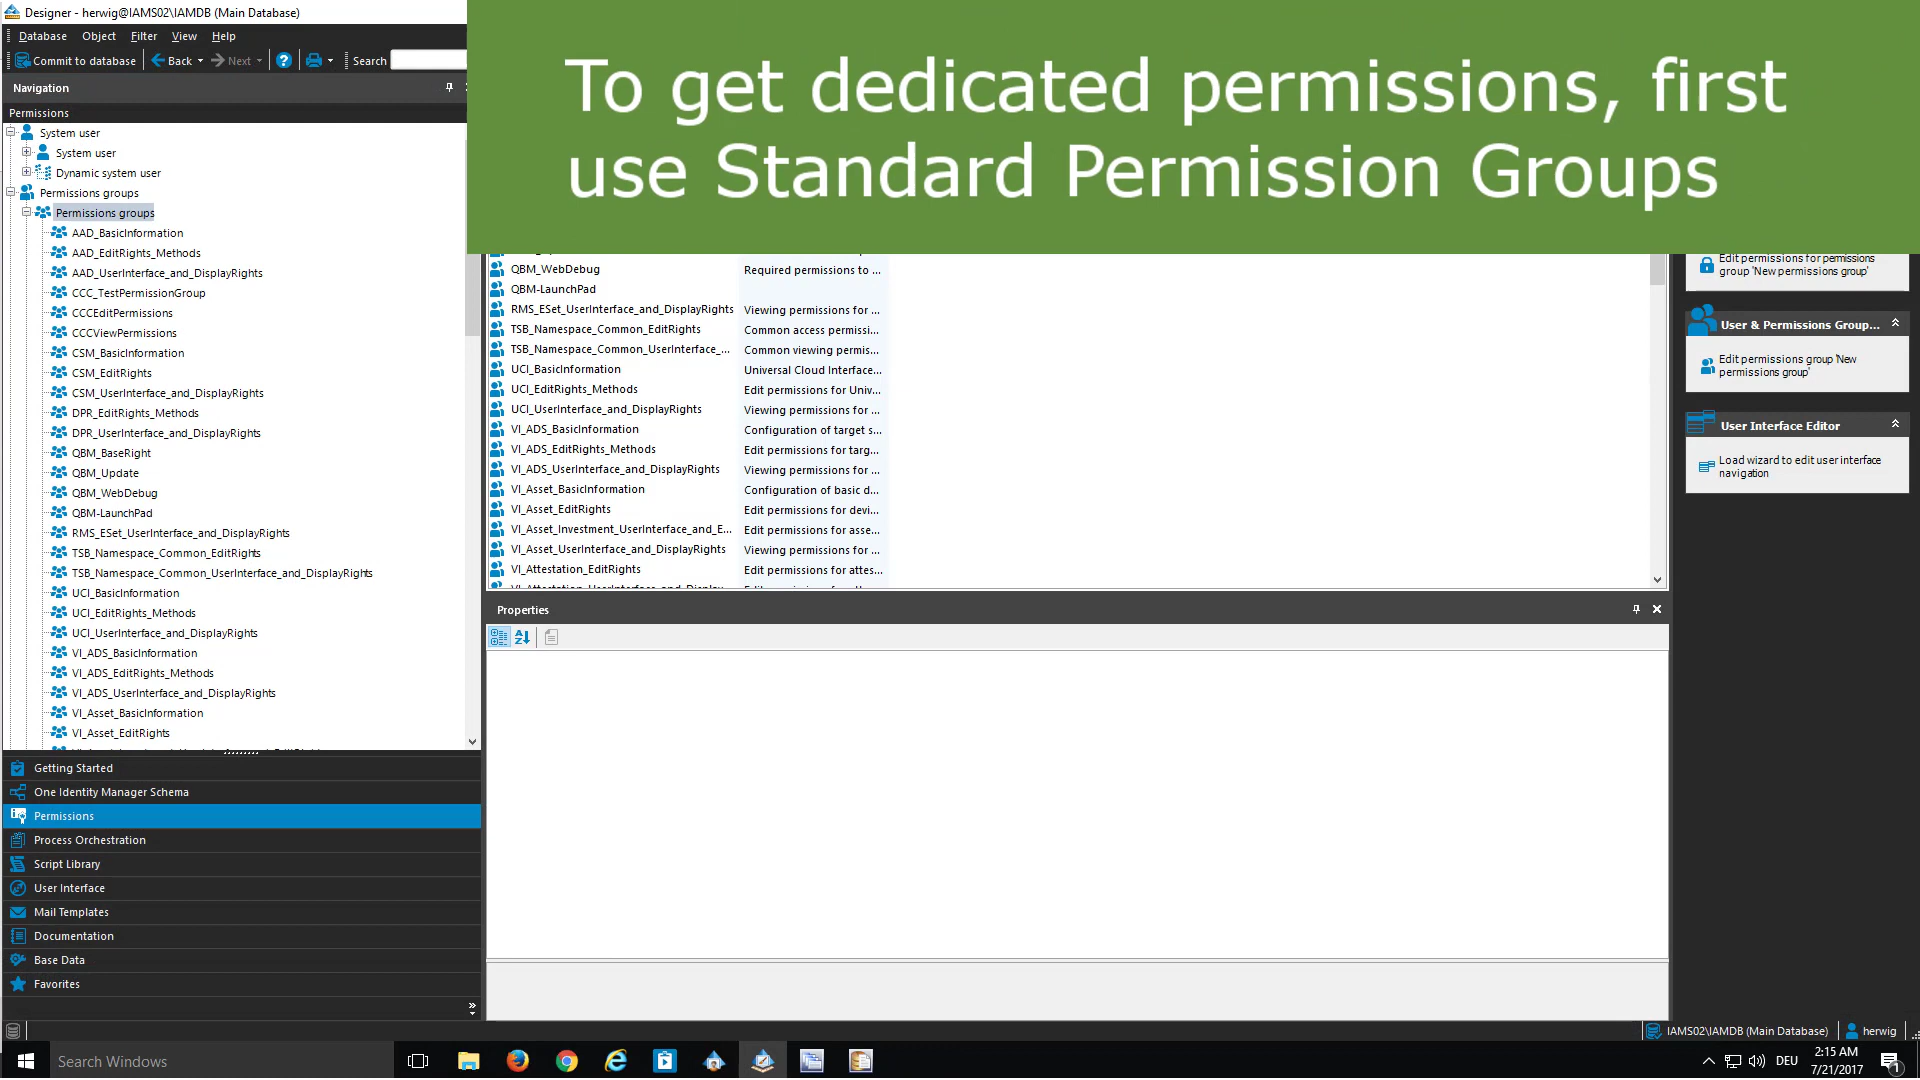 Designer - herwig@IAMS02\IAMDB (Main Database)
Database Object Filter View Help
Commit to database Back Next Search
To get dedicated permissions, first
use Standard Permission Groups
Navigation
Permissions
System user
System user
Dynamic system user
Permissions groups
Permissions groups
AAD_BasicInformation
AAD_EditRights_Methods
AAD_UserInterface_and_DisplayRights
CCC_TestPermissionGroup
CCCEditPermissions
CCCViewPermissions
CSM_BasicInformation
CSM_EditRights
CSM_UserInterface_and_DisplayRights
DPR_EditRights_Methods
DPR_UserInterface_and_DisplayRights
QBM_BaseRight
QBM_Update
QBM_WebDebug
QBM-LaunchPad
RMS_ESet_UserInterface_and_DisplayRights
TSB_Namespace_Common_EditRights
TSB_Namespace_Common_UserInterface_and_DisplayRights
UCI_BasicInformation
UCI_EditRights_Methods
UCI_UserInterface_and_DisplayRights
VI_ADS_BasicInformation
VI_ADS_EditRights_Methods
VI_ADS_UserInterface_and_DisplayRights
VI_Asset_BasicInformation
VI_Asset_EditRights
Getting Started
One Identity Manager Schema
Permissions
Process Orchestration
Script Library
User Interface
Mail Templates
Documentation
Base Data
Favorites
QBM_WebDebug Required permissions to ...
QBM-LaunchPad
RMS_ESet_UserInterface_and_DisplayRights Viewing permissions for ...
TSB_Namespace_Common_EditRights Common access permissi...
TSB_Namespace_Common_UserInterface_... Common viewing permis...
UCI_BasicInformation Universal Cloud Interface...
UCI_EditRights_Methods Edit permissions for Univ...
UCI_UserInterface_and_DisplayRights Viewing permissions for ...
VI_ADS_BasicInformation Configuration of target s...
VI_ADS_EditRights_Methods Edit permissions for targ...
VI_ADS_UserInterface_and_DisplayRights Viewing permissions for ...
VI_Asset_BasicInformation Configuration of basic d...
VI_Asset_EditRights Edit permissions for devi...
VI_Asset_Investment_UserInterface_and_E... Edit permissions for asse...
VI_Asset_UserInterface_and_DisplayRights Viewing permissions for ...
VI_Attestation_EditRights Edit permissions for attes...
Properties
Edit permissions for permissions
group 'New permissions group'
User & Permissions Group...
Edit permissions group 'New
permissions group'
User Interface Editor
Load wizard to edit user interface
navigation
IAMS02\IAMDB (Main Database) herwig
Search Windows
DEU
2:15 AM
7/21/2017
1